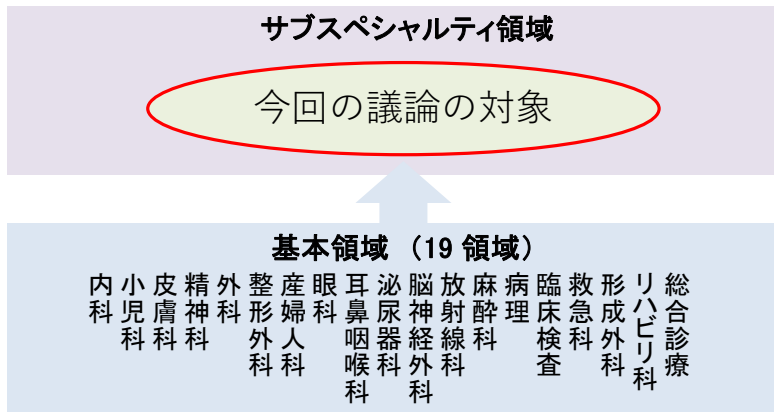 サブスペシャルティ領域
今回の議論の対象
基本領域 （19 領域）
内科
小児科
皮膚科
精神科
外科
整形外科
産婦人科
眼科
耳鼻咽喉科
泌尿器科
脳神経外科
放射線科
麻酔科
病理
臨床検査
救急科
形成外科
リハビリ科
総合診療